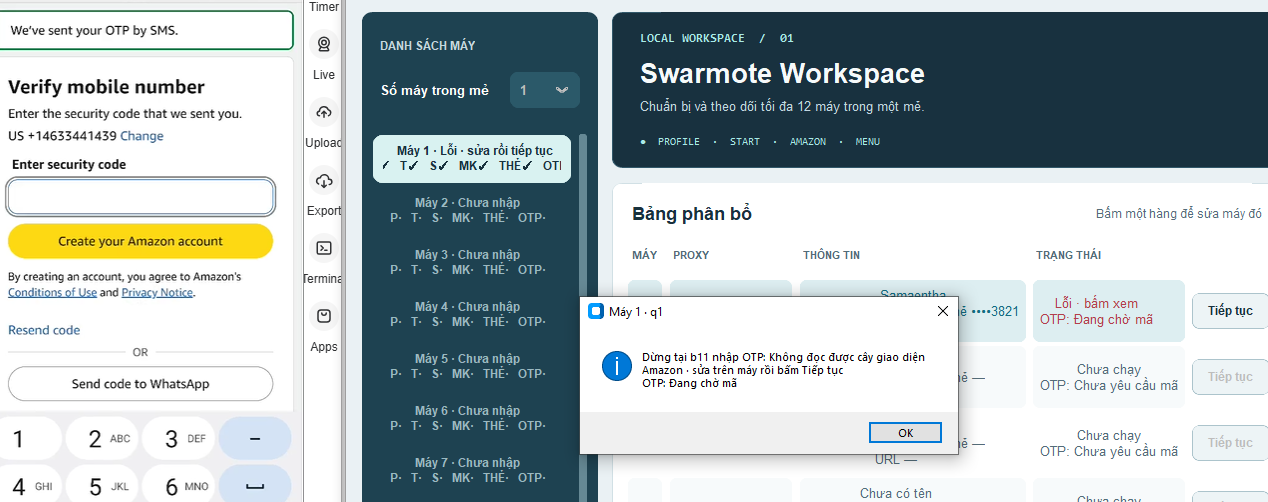 We've sent your OTP by SMS.
Verify mobile number
Enter the security code that we sent you.
US +14633441439 Change
Enter security code
Create your Amazon account
By creating an account, you agree to Amazon's
Conditions of Use and Privacy Notice.
Resend code
OR
Send code to WhatsApp
1
2 ABC
3 DEF
4 GHI
5 JKL
6 MNO
Timer
Live
Upload
Export
Terminal
Apps
DANH SÁCH MÁY
Số máy trong mẻ 1
Máy 1 · Lỗi · sửa rồi tiếp tục
✓ T✓ S✓ MK✓ THẺ✓
Máy 2 · Chưa nhập
P· T· S· MK· THẺ· OTP·
Máy 3 · Chưa nhập
P· T· S· MK· THẺ· OTP·
Máy 4 · Chưa nhập
P· T· S· MK· THẺ· OTP·
Máy 5 · Chưa nhập
P· T· S· MK· THẺ· OTP·
Máy 6 · Chưa nhập
P· T· S· MK· THẺ· OTP·
Máy 7 · Chưa nhập
P· T· S· MK· THẺ· OTP·
LOCAL WORKSPACE / 01
Swarmote Workspace
Chuẩn bị và theo dõi tối đa 12 máy trong một mẻ.
● PROFILE · START · AMAZON · MENU
Bảng phân bổ
Bấm một hàng để sửa máy đó
MÁY PROXY THÔNG TIN TRẠNG THÁI
••••3821
Lỗi · bấm xem
OTP: Đang chờ mã
Tiếp tục
Chưa chạy
OTP: Chưa yêu cầu mã
Tiếp tục
Chưa chạy
OTP: Chưa yêu cầu mã
Tiếp tục
URL —
Chưa có tên
Máy 1 · q1
Dừng tại b11 nhập OTP: Không đọc được cây giao diện
Amazon · sửa trên máy rồi bấm Tiếp tục
OTP: Đang chờ mã
OK